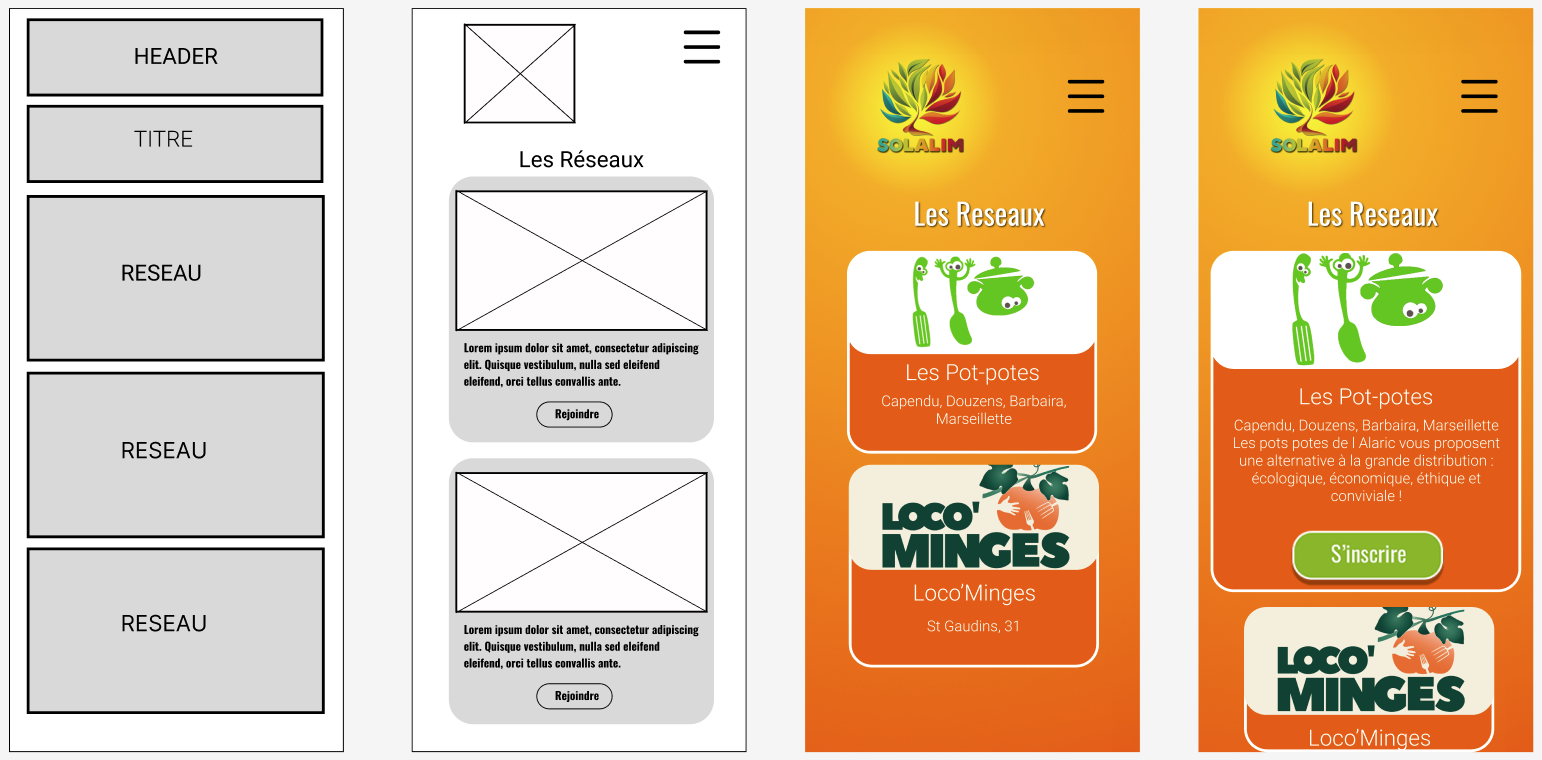 HEADER
TITRE
RESEAU
RESEAU
RESEAU
Les Réseaux
Lorem ipsum dolor sit amet, consectetur adipiscing
elit. Quisque vestibulum, nulla sed eleifend
eleifend, orci tellus convallis ante.
Rejoindre
Lorem ipsum dolor sit amet, consectetur adipiscing
elit. Quisque vestibulum, nulla sed eleifend
eleifend, orci tellus convallis ante.
Rejoindre
SOLALIM
Les Reseaux
Les Pot-potes
Capendu, Douzens, Barbaira,
Marseillette
LOCO'
MINGES
Loco'Minges
St Gaudins, 31
SOLALIM
Les Reseaux
Les Pot-potes
Capendu, Douzens, Barbaira, Marseillette
Les pots potes de l Alaric vous proposent
une alternative à la grande distribution :
écologique, économique, éthique et
conviviale !
S'inscrire
LOCO'
MINGES
Loco'Minges